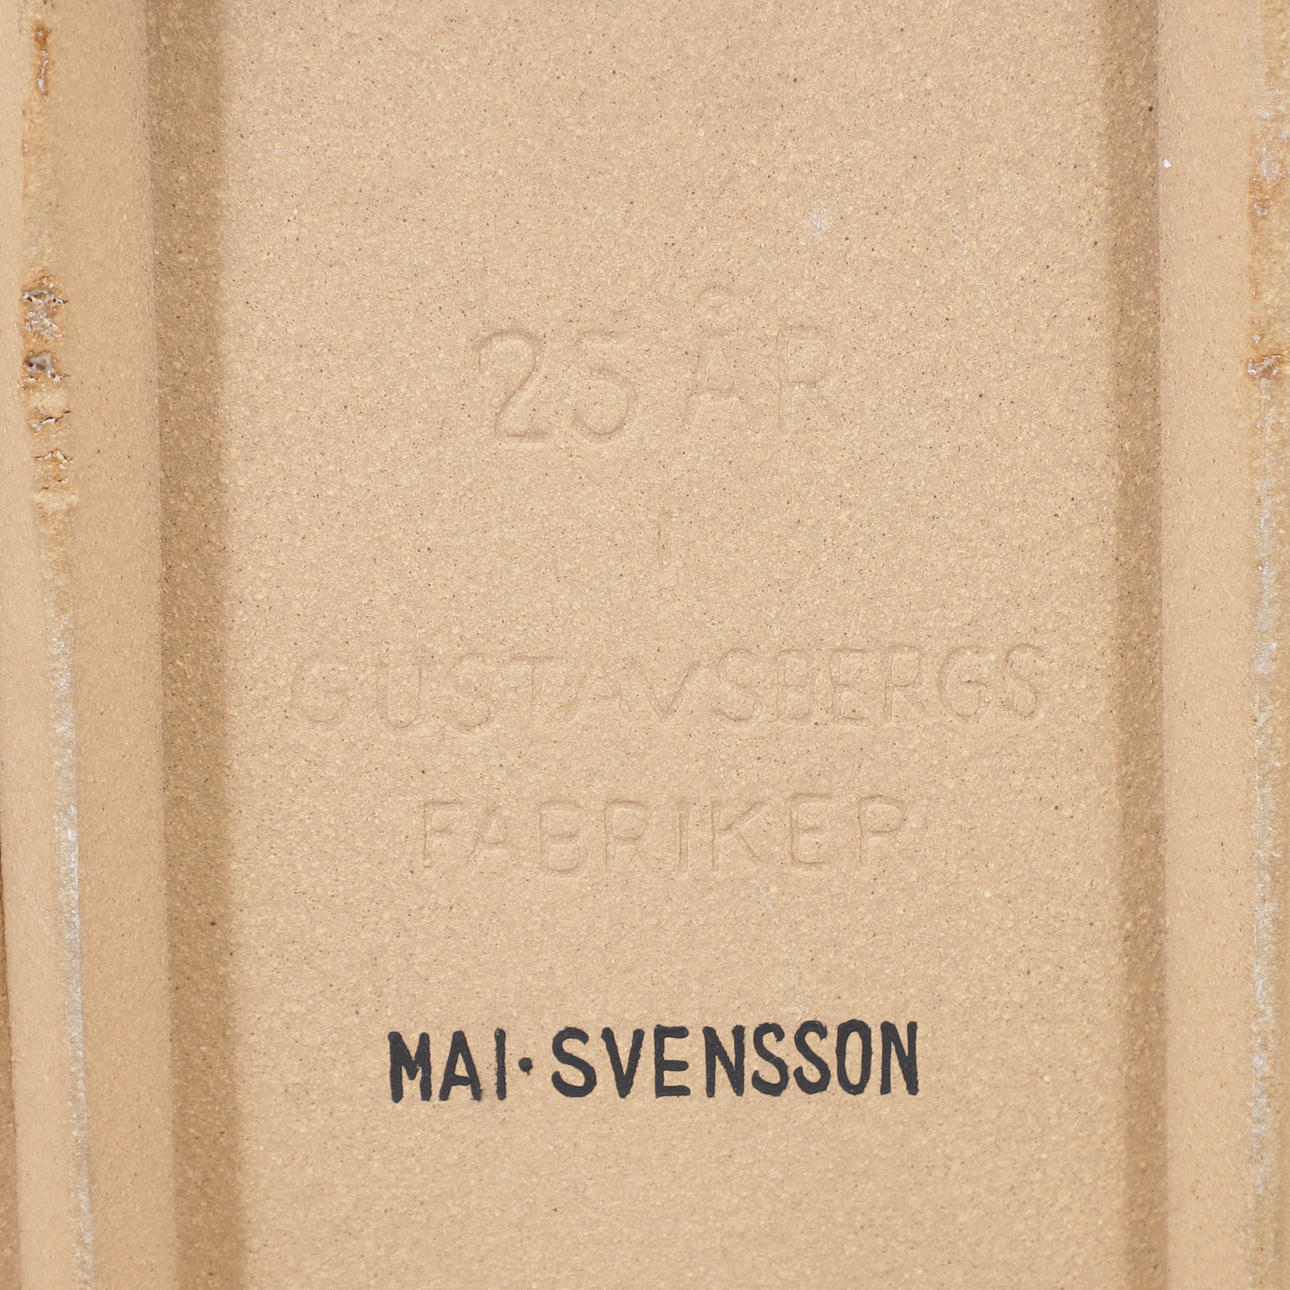 25 ÅR
GUSTAVSBERGS
FABRIKER
MAI·SVENSSON